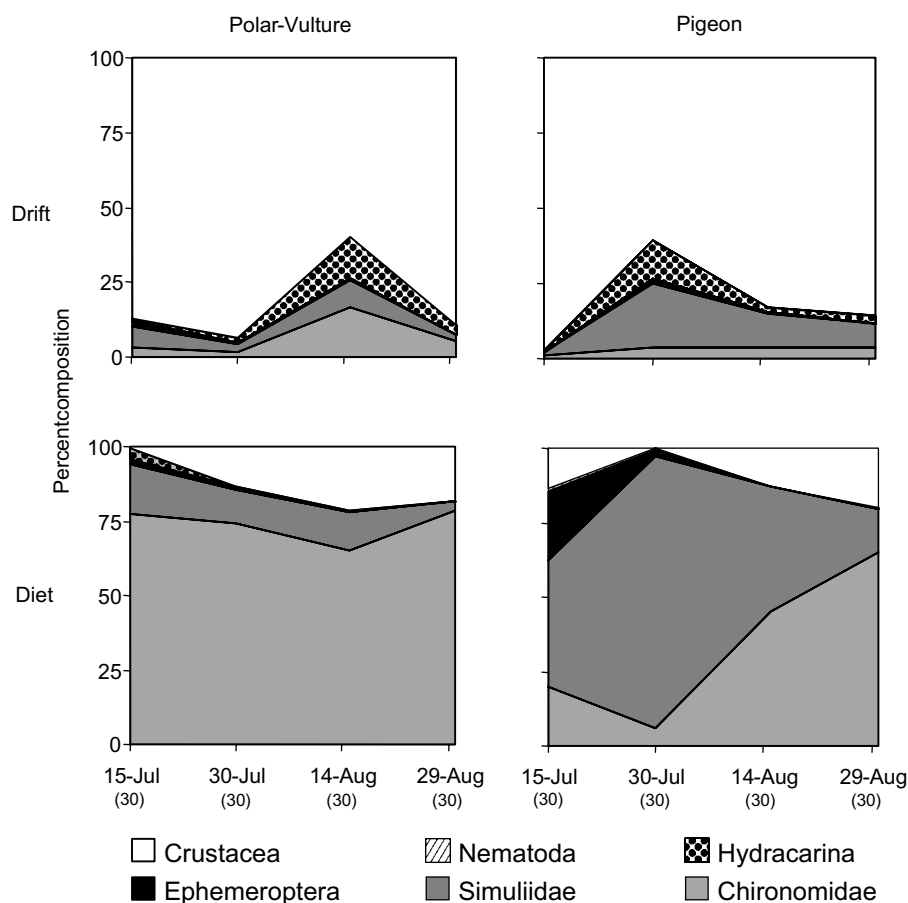 Polar-Vulture Pigeon
100
75
Drift 50
25
0
Percentcomposition
100
75
Diet 50
25
0
15-Jul 30-Jul 14-Aug 29-Aug 15-Jul 30-Jul 14-Aug 29-Aug
(30) (30) (30) (30) (30) (30) (30) (30)
Crustacea Nematoda Hydracarina
Ephemeroptera Simuliidae Chironomidae